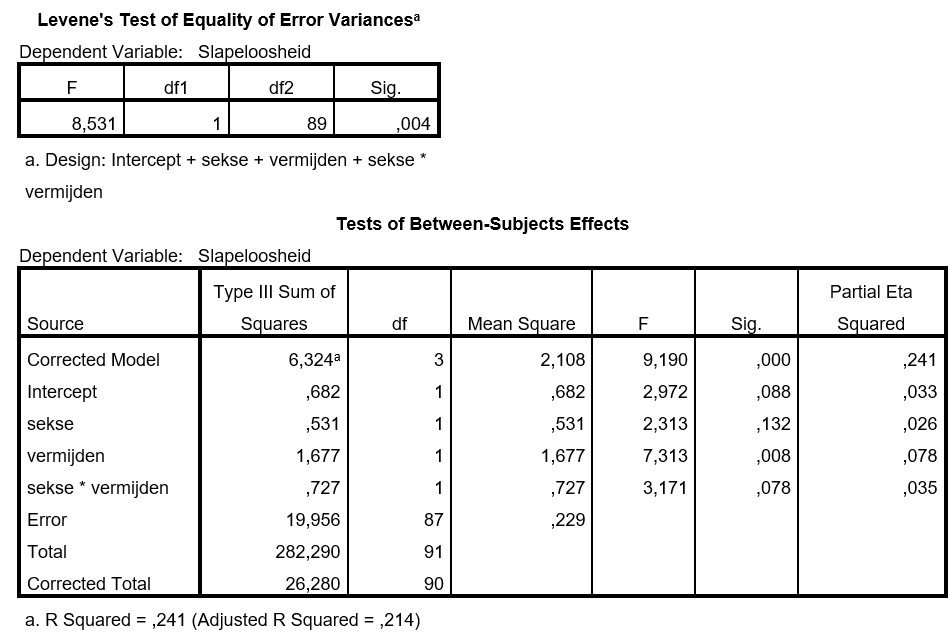 Levene's Test of Equality of Error Variancesᵃ
Dependent Variable: Slapeloosheid
F df1 df2 Sig.
8,531 1 89 ,004
a. Design: Intercept + sekse + vermijden + sekse *
vermijden
Tests of Between-Subjects Effects
Dependent Variable: Slapeloosheid
Type III Sum of Partial Eta
Source Squares df Mean Square F Sig. Squared
Corrected Model 6,324ᵃ 3 2,108 9,190 ,000 ,241
Intercept ,682 1 ,682 2,972 ,088 ,033
sekse ,531 1 ,531 2,313 ,132 ,026
vermijden 1,677 1 1,677 7,313 ,008 ,078
sekse * vermijden ,727 1 ,727 3,171 ,078 ,035
Error 19,956 87 ,229
Total 282,290 91
Corrected Total 26,280 90
a. R Squared = ,241 (Adjusted R Squared = ,214)